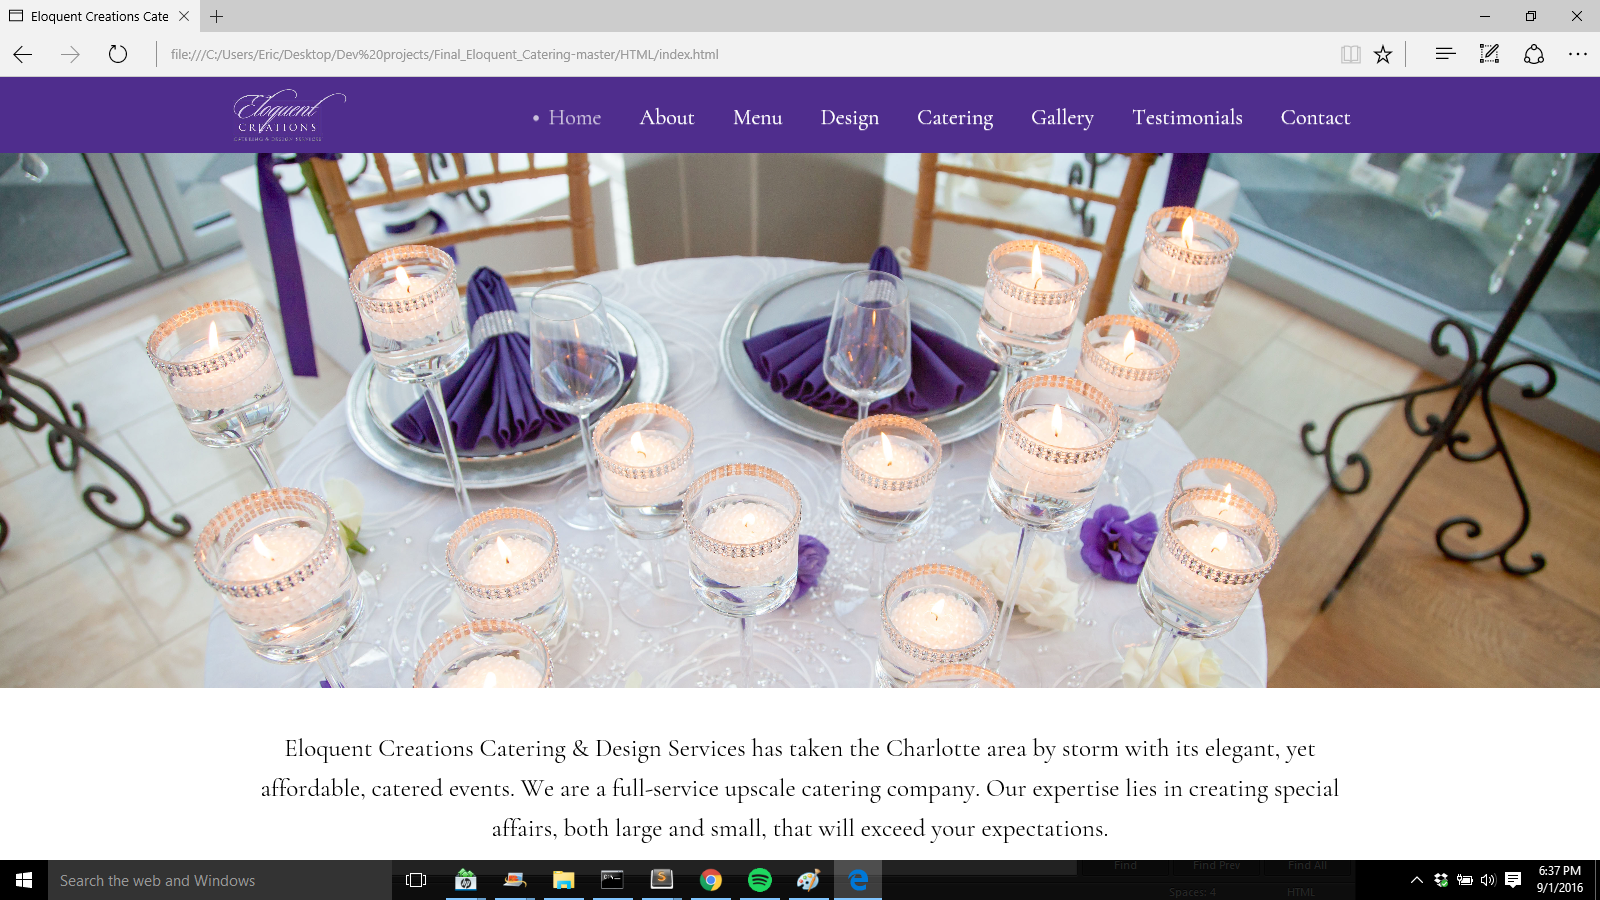 Eloquent Creations Cate
file:///C:/Users/Eric/Desktop/Dev%20projects/Final_Eloquent_Catering-master/HTML/index.html
Eloquent
CREATIONS
CATERING & DESIGN SERVICES
• Home About Menu Design Catering Gallery Testimonials Contact
Eloquent Creations Catering & Design Services has taken the Charlotte area by storm with its elegant, yet
affordable, catered events. We are a full-service upscale catering company. Our expertise lies in creating special
affairs, both large and small, that will exceed your expectations.
Find Find Prev Find All
Search the web and Windows
Spaces: 4 HTML
6:37 PM
9/1/2016